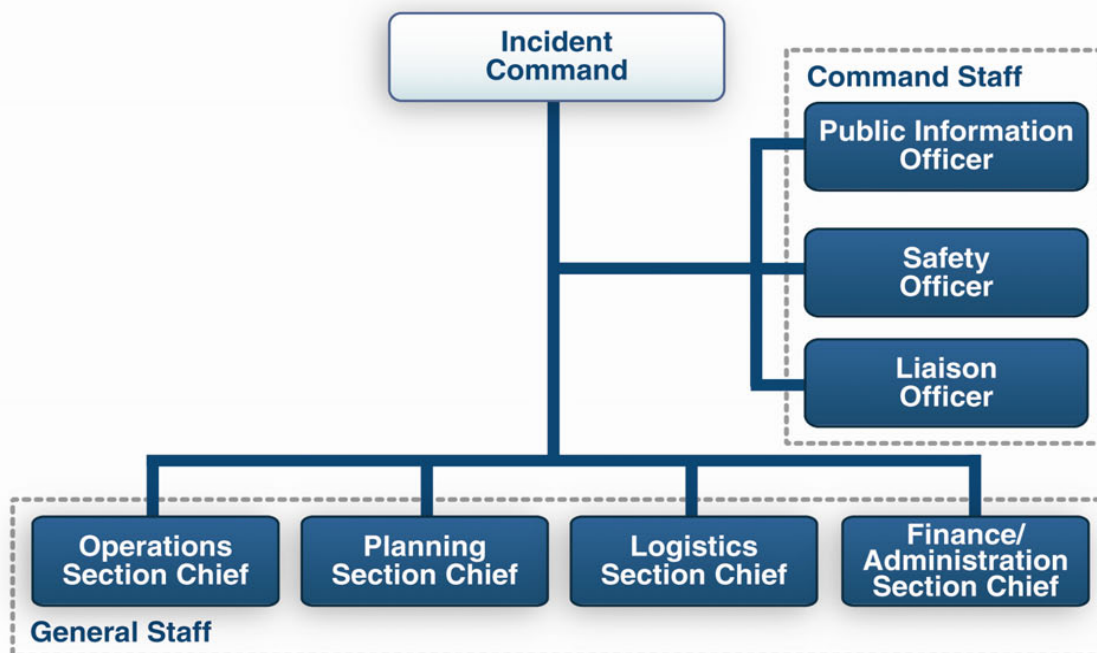 Incident
Command
Command Staff
Public Information
Officer
Safety
Officer
Liaison
Officer
Operations
Section Chief
Planning
Section Chief
Logistics
Section Chief
Finance/
Administration
Section Chief
General Staff